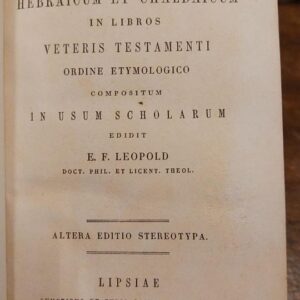 HEBRAICUM ET CHALDAICUM
IN LIBROS
VETERIS TESTAMENTI
ORDINE ETYMOLOGICO
COMPOSITUM
IN USUM SCHOLARUM
EDIDIT
E. F. LEOPOLD
DOCT. PHIL. ET LICENT. THEOL.
ALTERA EDITIO STEREOTYPA.
LIPSIAE